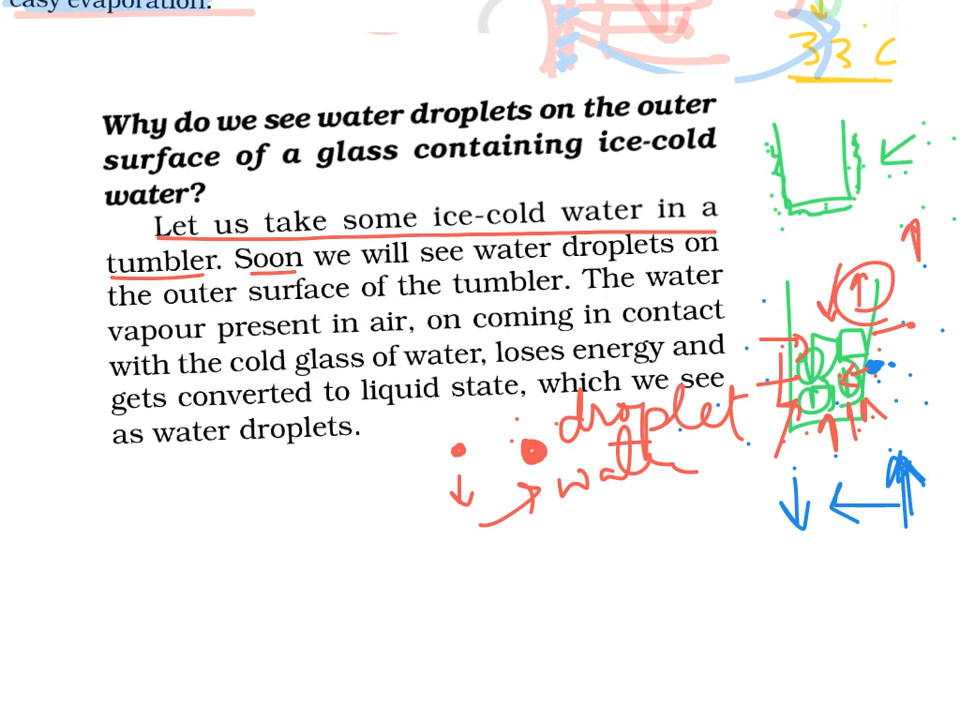 easy evaporation.
33°C
Why do we see water droplets on the outer
surface of a glass containing ice-cold
water?
Let us take some ice-cold water in a
tumbler. Soon we will see water droplets on
the outer surface of the tumbler. The water
vapour present in air, on coming in contact
with the cold glass of water, loses energy and
gets converted to liquid state, which we see
as water droplets.
droplet